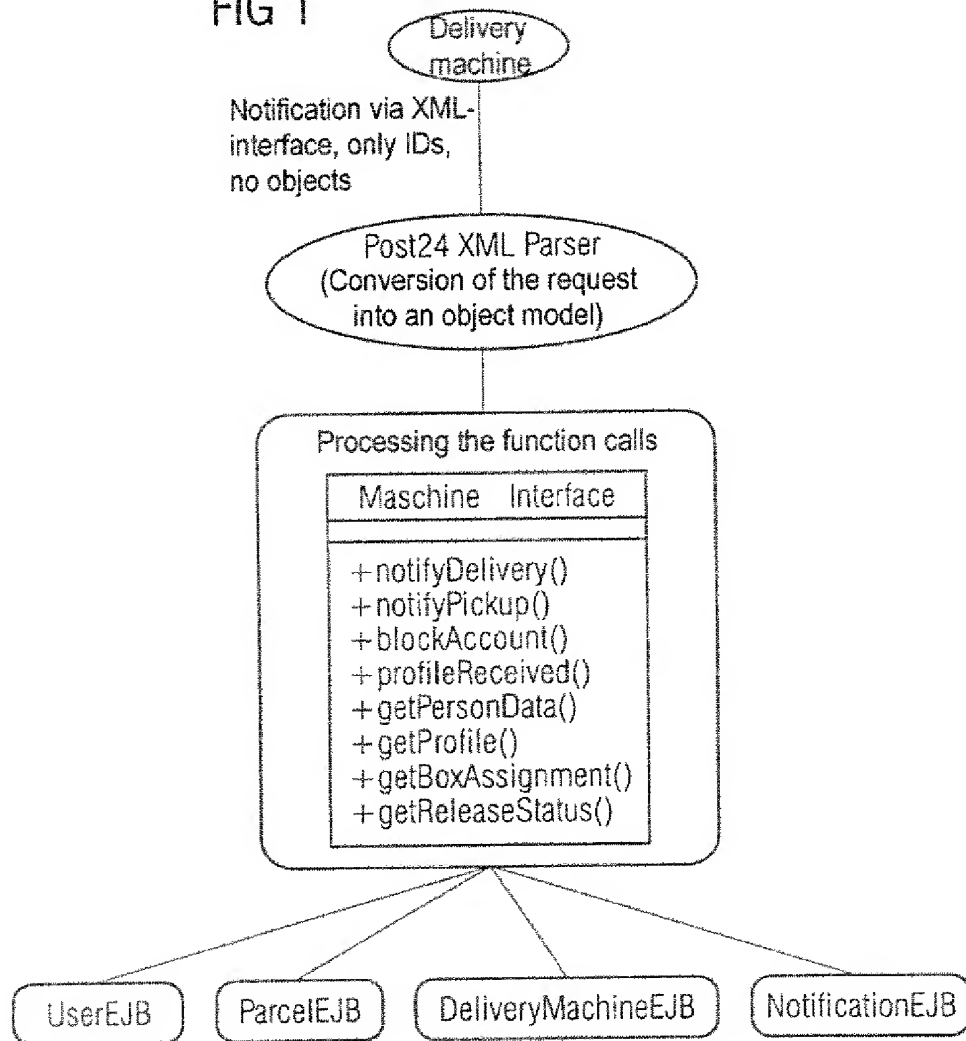 FIG 1
Delivery
machine
Notification via XML-
interface, only IDs,
no objects
Post24 XML Parser
(Conversion of the request
into an object model)
Processing the function calls
Maschine Interface
+notifyDelivery()
+notifyPickup()
+blockAccount()
+profileReceived()
+getPersonData()
+getProfile()
+getBoxAssignment()
+getReleaseStatus()
UserEJB
ParcelEJB
DeliveryMachineEJB
NotificationEJB